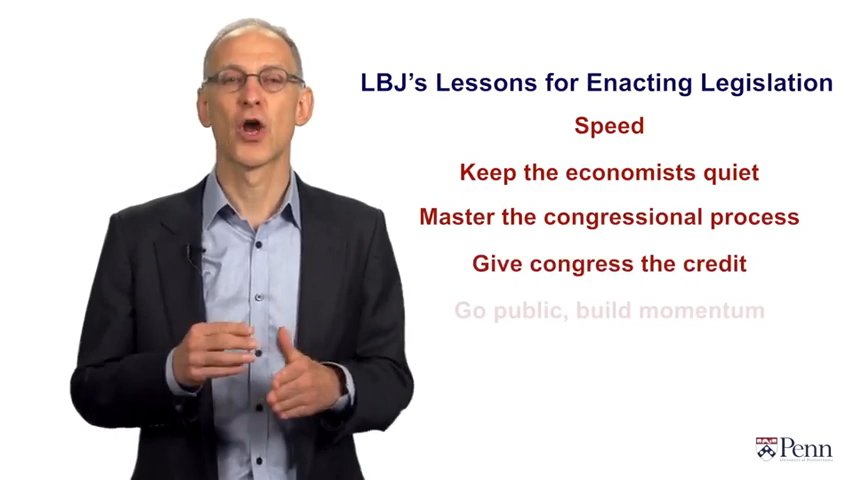 LBJ's Lessons for Enacting Legislation
Speed
Keep the economists quiet
Master the congressional process
Give congress the credit
Go public, build momentum
Penn